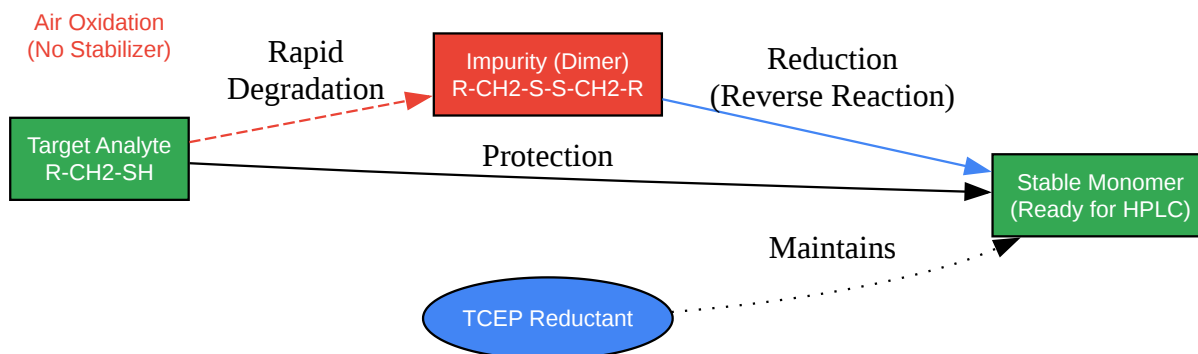 Air Oxidation
(No Stabilizer)
Rapid
Degradation
Impurity (Dimer)
R-CH2-S-S-CH2-R
Reduction
(Reverse Reaction)
Target Analyte
R-CH2-SH
Protection
Stable Monomer
(Ready for HPLC)
Maintains
TCEP Reductant